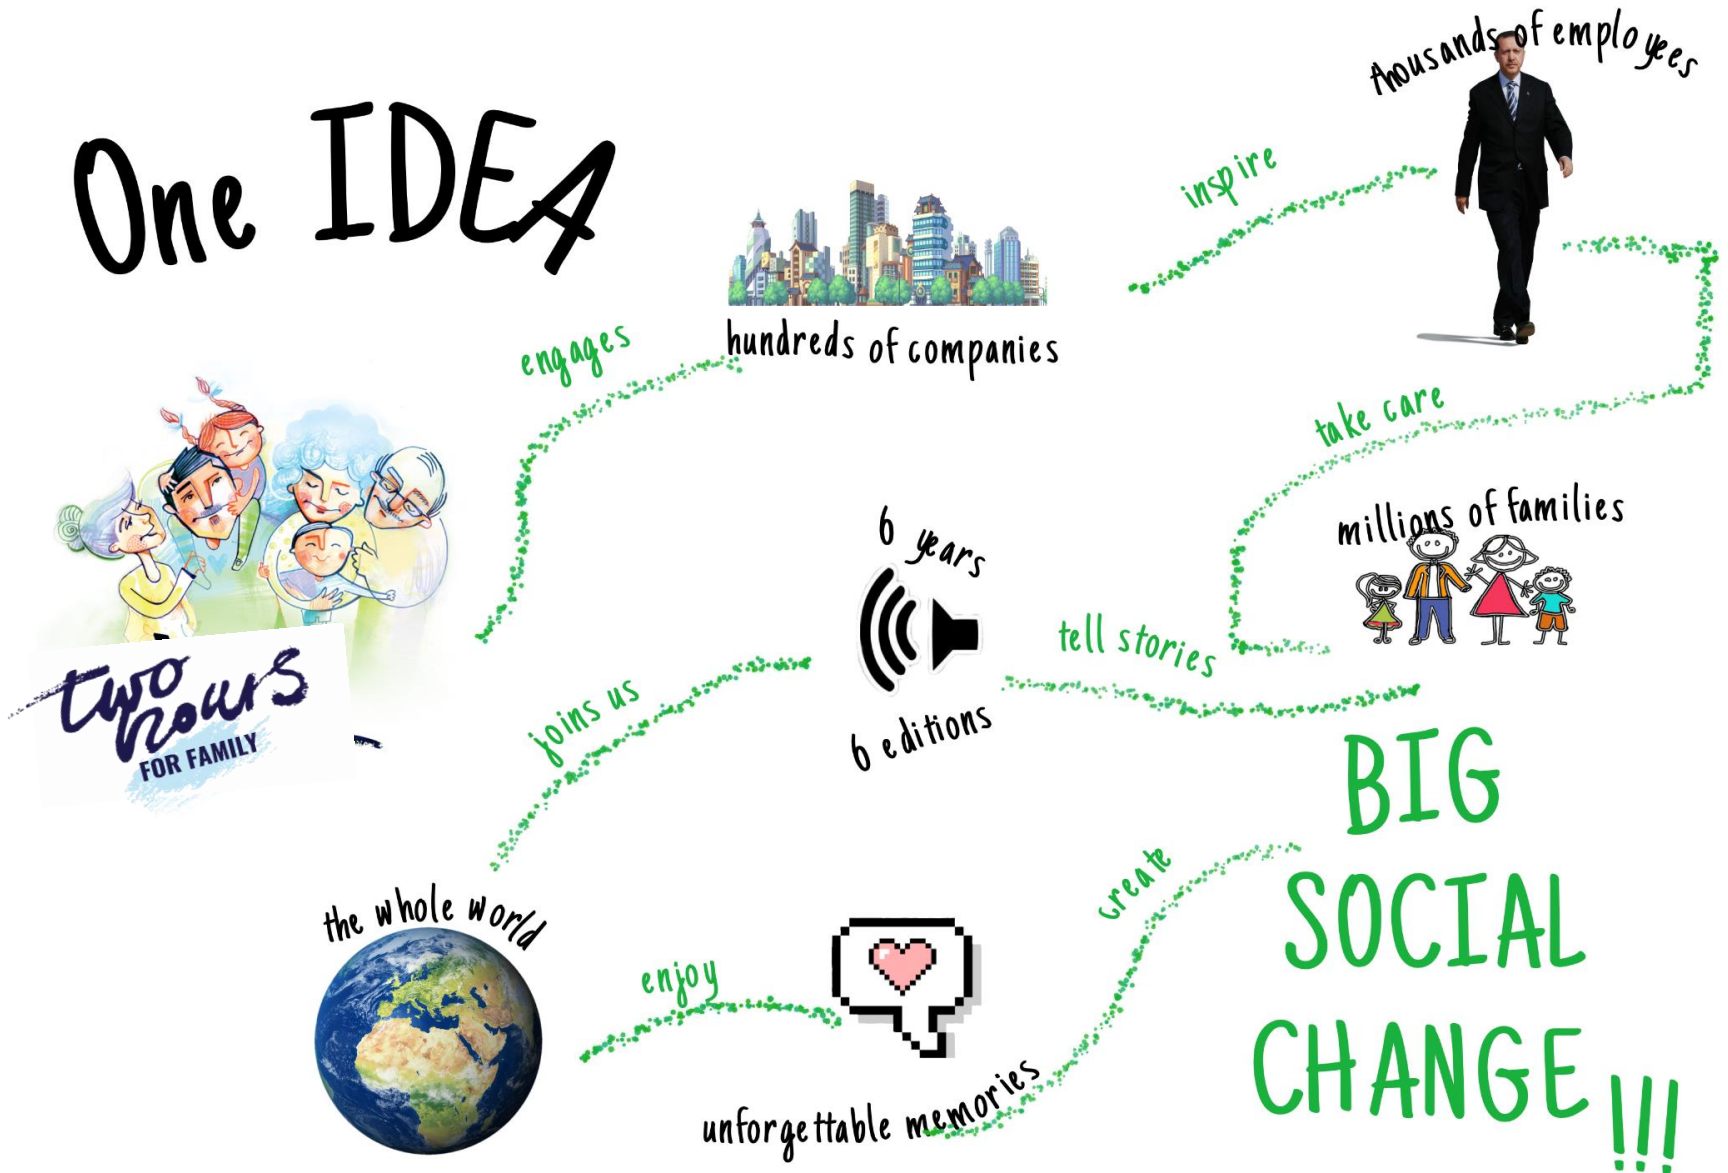 One IDEA
thousands of employees
inspire
hundreds of companies
engages
take care
millions of families
6 years
6 editions
tell stories
joins us
two
hours
FOR FAMILY
the whole world
enjoy
unforgettable memories
create
BIG
SOCIAL
CHANGE!!!